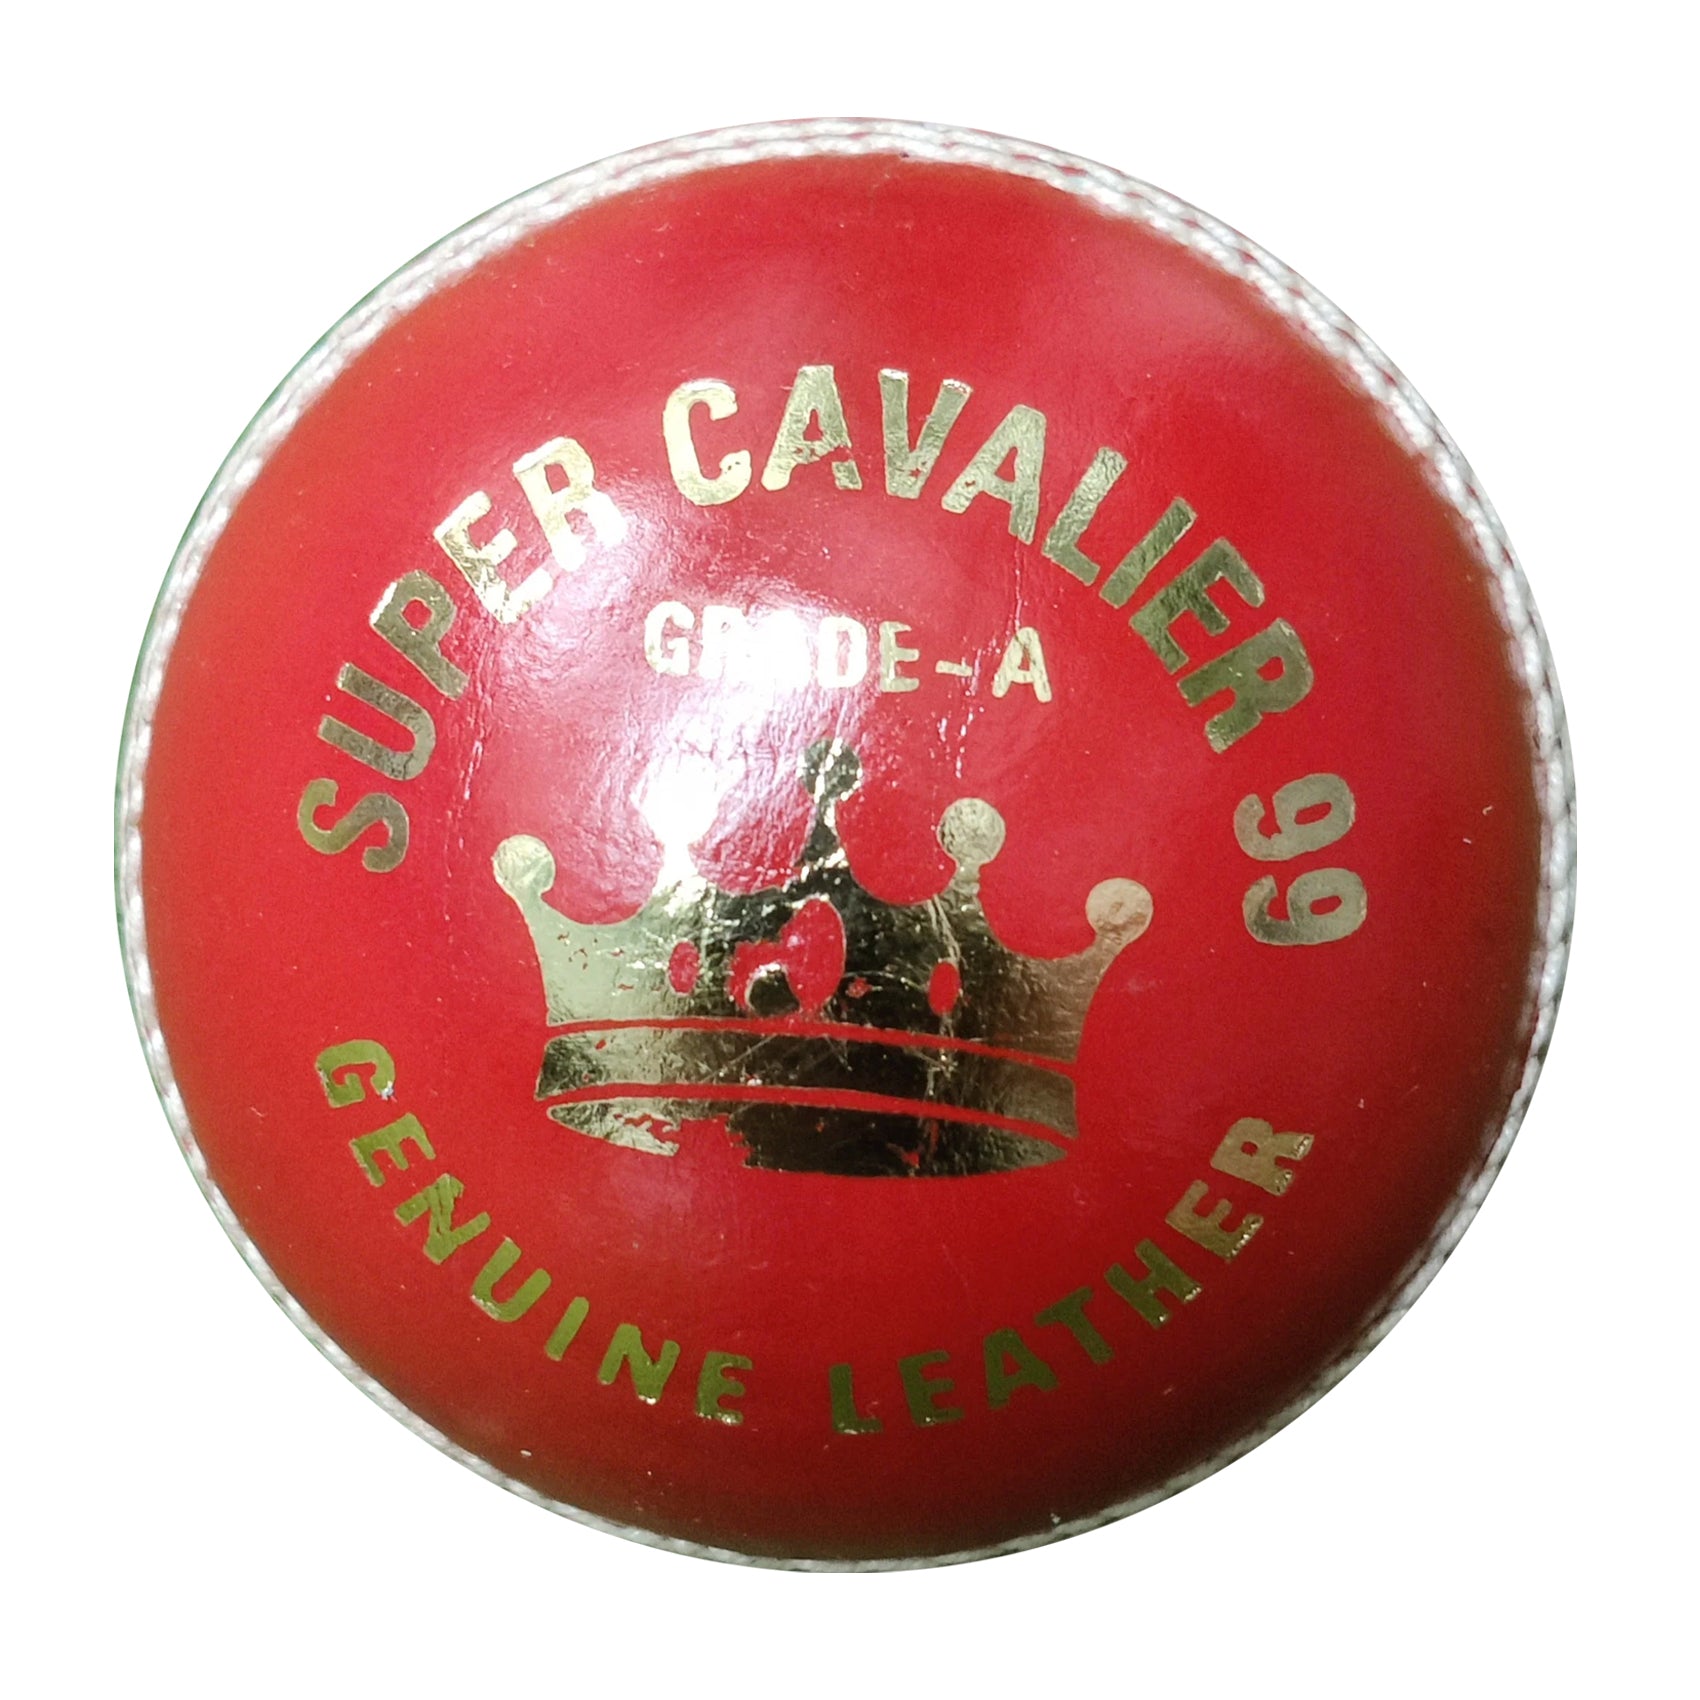 SUPER CAVALIER 99
GRADE-A
GENUINE LEATHER